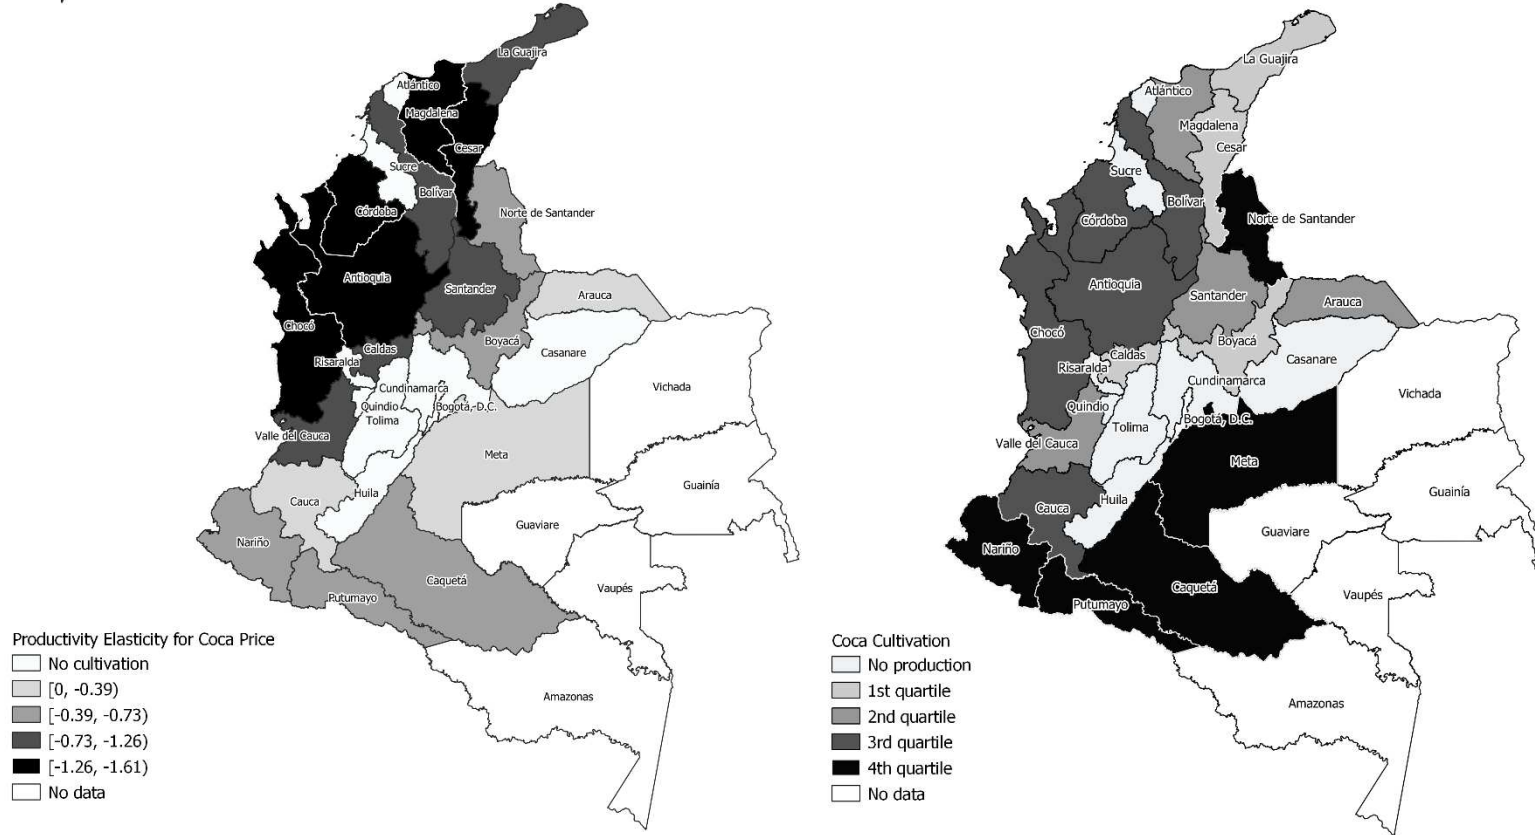 La Guajira
Atlántico
Magdalena
Cesar
Sucre
Bolívar
Córdoba
Norte de Santander
Antioquia
Santander
Arauca
Chocó
Boyacá
Caldas
Casanare
Risaralda
Vichada
Cundinamarca
Quindio
Bogotá, D.C.
Tolima
Valle del Cauca
Meta
Guainía
Huila
Cauca
Guaviare
Nariño
Caquetá
Vaupés
Putumayo
Amazonas
Productivity Elasticity for Coca Price
No cultivation
[0, -0.39)
[-0.39, -0.73)
[-0.73, -1.26)
[-1.26, -1.61)
No data
La Guajira
Atlántico
Magdalena
Cesar
Sucre
Bolívar
Norte de Santander
Córdoba
Antioquia
Santander
Arauca
Chocó
Boyacá
Caldas
Casanare
Risaralda
Cundinamarca
Vichada
Quindio
Bogotá, D.C.
Tolima
Valle del Cauca
Meta
Guainía
Huila
Cauca
Guaviare
Nariño
Caquetá
Vaupés
Putumayo
Amazonas
Coca Cultivation
No production
1st quartile
2nd quartile
3rd quartile
4th quartile
No data